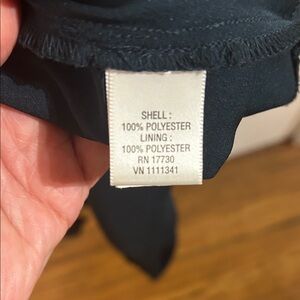 SHELL :
100% POLYESTER
LINING :
100% POLYESTER
RN 17730
VN 1111341